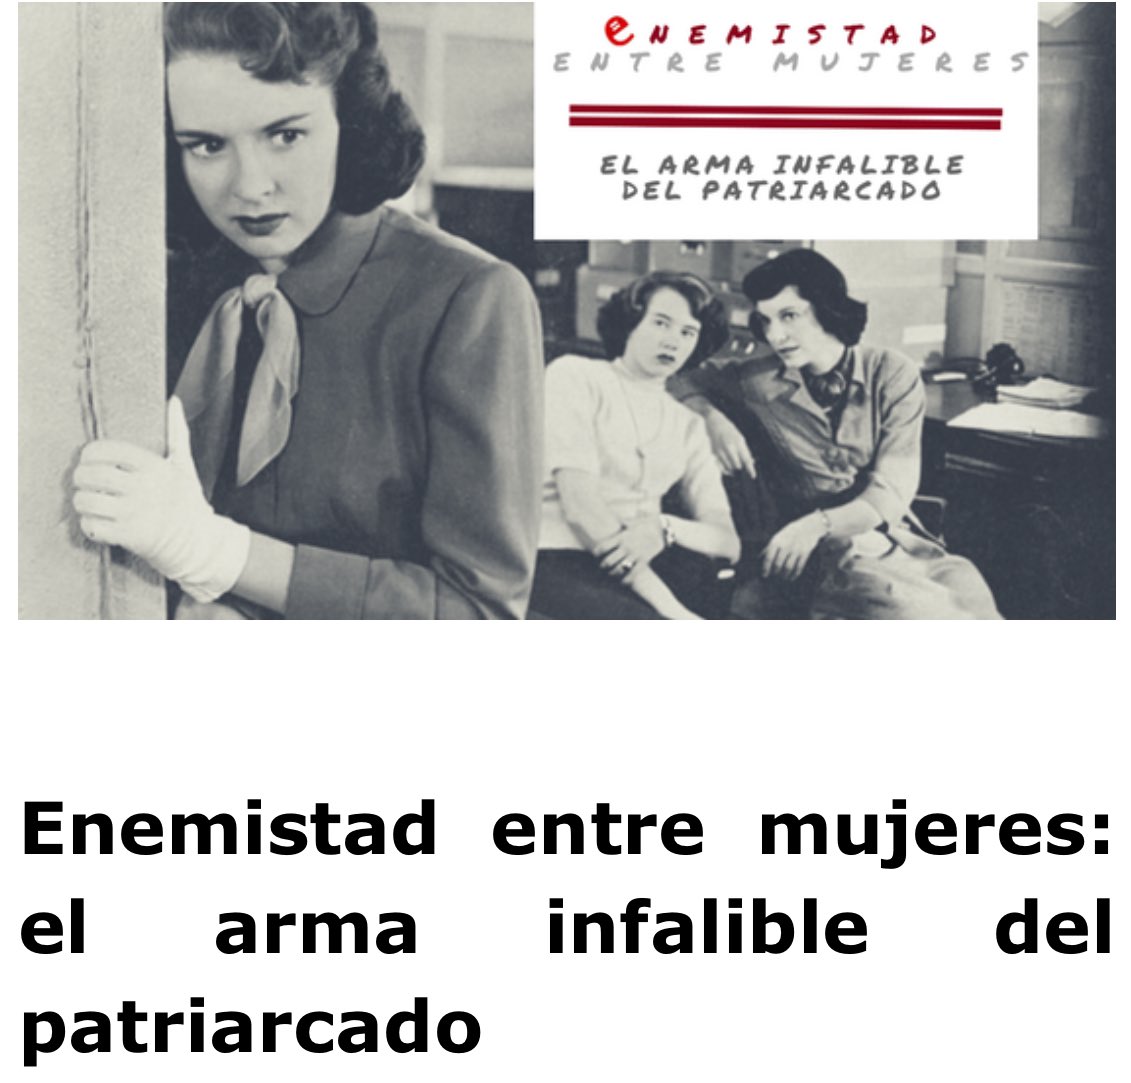 eNEMISTAD
ENTRE MUJERES
EL ARMA INFALIBLE
DEL PATRIARCADO
Enemistad entre mujeres:
el arma infalible del
patriarcado